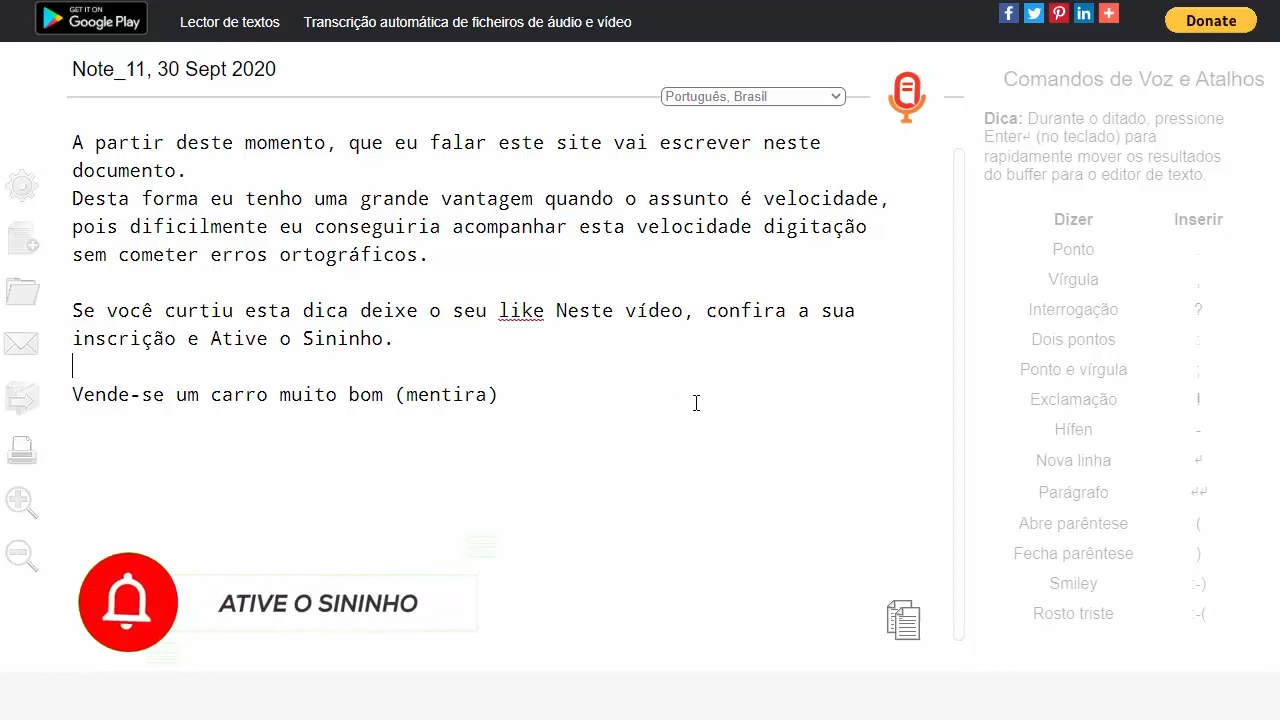 GET IT ON
Google Play
Lector de textos
Transcrição automática de ficheiros de áudio e vídeo
Donate
Note_11, 30 Sept 2020
Português, Brasil
A partir deste momento, que eu falar este site vai escrever neste
documento.
Desta forma eu tenho uma grande vantagem quando o assunto é velocidade,
pois dificilmente eu conseguiria acompanhar esta velocidade digitação
sem cometer erros ortográficos.
Se você curtiu esta dica deixe o seu like Neste vídeo, confira a sua
inscrição e Ative o Sininho.
Vende-se um carro muito bom (mentira)
ATIVE O SININHO
Comandos de Voz e Atalhos
Dica: Durante o ditado, pressione
Enter↵ (no teclado) para
rapidamente mover os resultados
do buffer para o editor de texto.
Dizer Inserir
Ponto .
Vírgula ,
Interrogação ?
Dois pontos :
Ponto e vírgula ;
Exclamação !
Hífen -
Nova linha ↵
Parágrafo ↵↵
Abre parêntese (
Fecha parêntese )
Smiley :-)
Rosto triste :-(